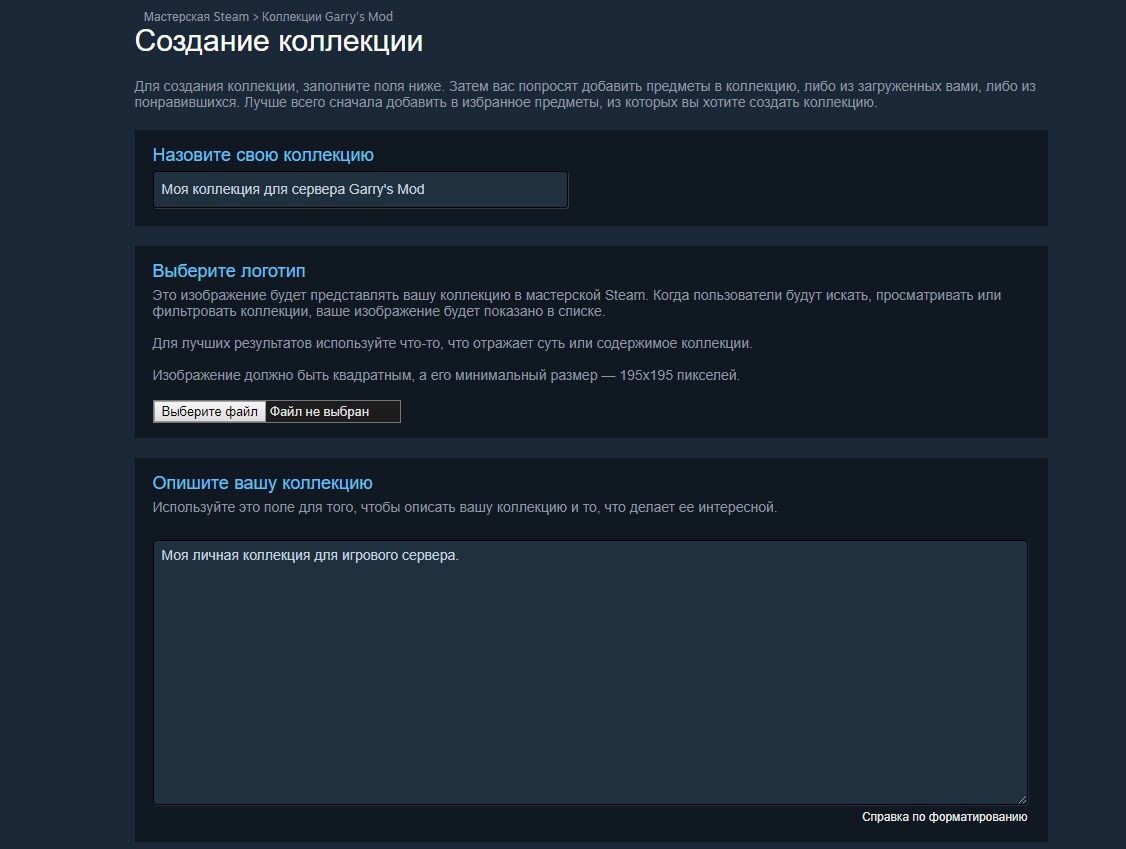 Мастерская Steam > Коллекции Garry's Mod
Создание коллекции
Для создания коллекции, заполните поля ниже. Затем вас попросят добавить предметы в коллекцию, либо из загруженных вами, либо из
понравившихся. Лучше всего сначала добавить в избранное предметы, из которых вы хотите создать коллекцию.
Назовите свою коллекцию
Моя коллекция для сервера Garry's Mod
Выберите логотип
Это изображение будет представлять вашу коллекцию в мастерской Steam. Когда пользователи будут искать, просматривать или
фильтровать коллекции, ваше изображение будет показано в списке.
Для лучших результатов используйте что-то, что отражает суть или содержимое коллекции.
Изображение должно быть квадратным, а его минимальный размер — 195x195 пикселей.
Выберите файл Файл не выбран
Опишите вашу коллекцию
Используйте это поле для того, чтобы описать вашу коллекцию и то, что делает ее интересной.
Моя личная коллекция для игрового сервера.
Справка по форматированию